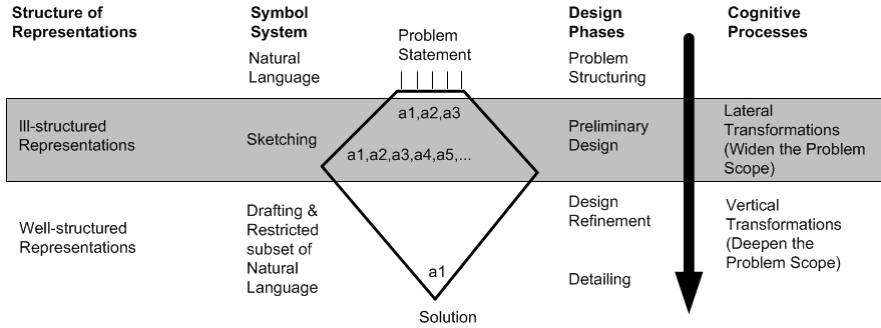 Structure of
Representations
Symbol
System
Design
Phases
Cognitive
Processes
Natural
Language
Problem
Statement
Problem
Structuring
Ill-structured
Representations
Sketching
a1,a2,a3
a1,a2,a3,a4,a5,...
Preliminary
Design
Lateral
Transformations
(Widen the Problem
Scope)
Well-structured
Representations
Drafting &
Restricted
subset of
Natural
Language
a1
Solution
Design
Refinement
Detailing
Vertical
Transformations
(Deepen the
Problem Scope)